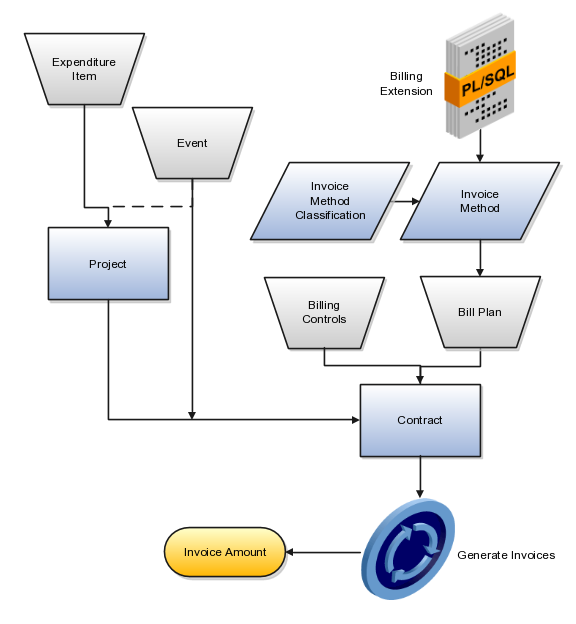 Expenditure
Item
Event
Billing
Extension
PL/SQL
Invoice
Method
Classification
Invoice
Method
Project
Billing
Controls
Bill Plan
Contract
Invoice Amount
Generate Invoices